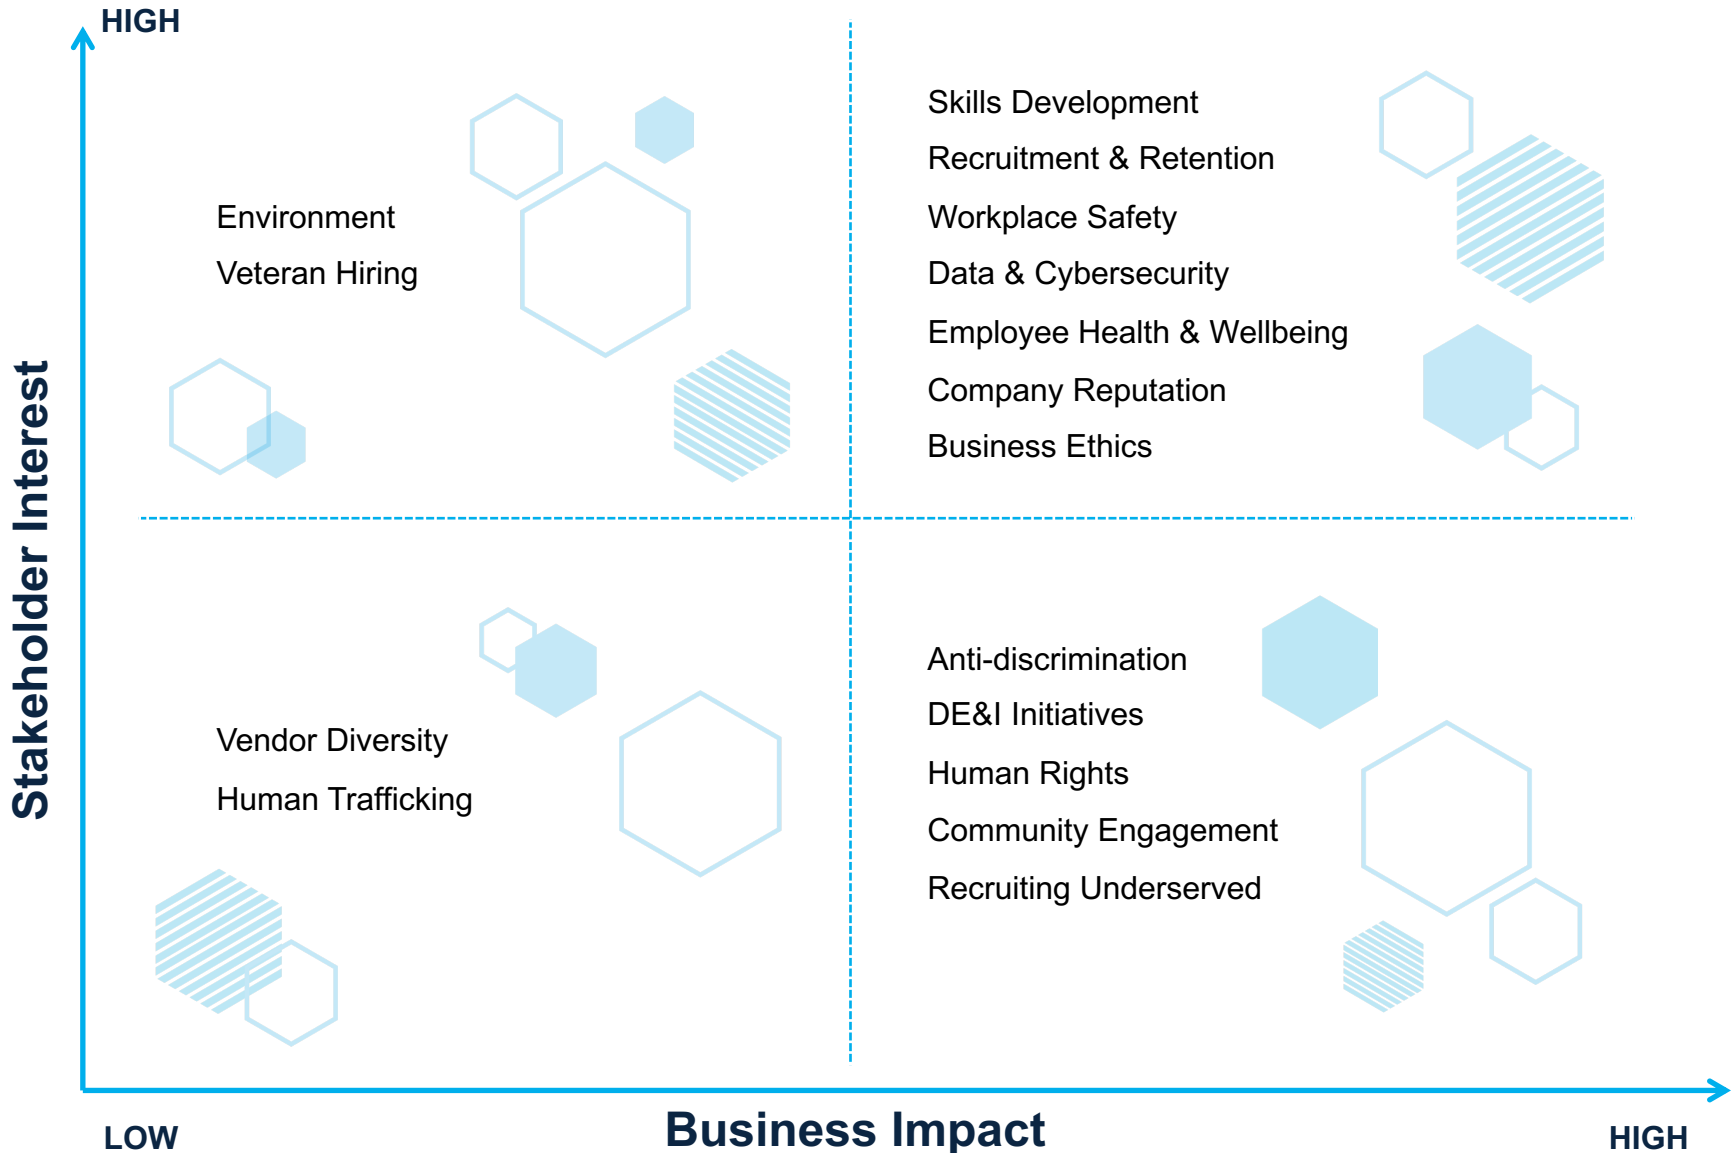 HIGH
Stakeholder Interest
Environment
Veteran Hiring
Skills Development
Recruitment & Retention
Workplace Safety
Data & Cybersecurity
Employee Health & Wellbeing
Company Reputation
Business Ethics
Vendor Diversity
Human Trafficking
Anti-discrimination
DE&I Initiatives
Human Rights
Community Engagement
Recruiting Underserved
LOW
Business Impact
HIGH